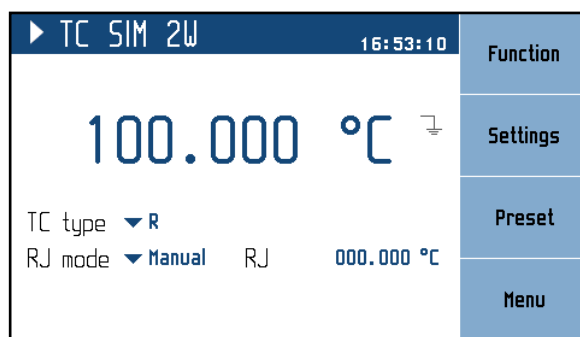 TC SIM 2W 16:53:10
100.000 °C
TC type R
RJ mode Manual RJ 000.000 °C
Function
Settings
Preset
Menu